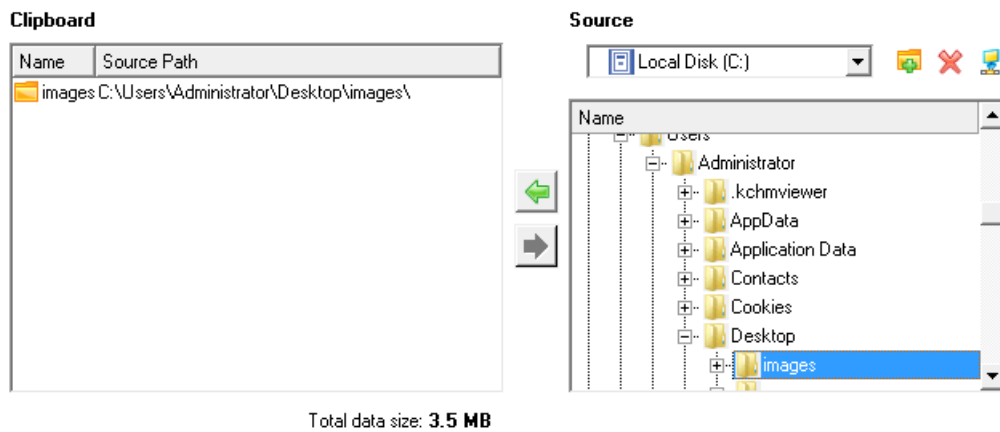 Clipboard
Source
Name Source Path
images C:\Users\Administrator\Desktop\images\
Local Disk (C:)
Name
Users
Administrator
.kchmviewer
AppData
Application Data
Contacts
Cookies
Desktop
images
Total data size: 3.5 MB